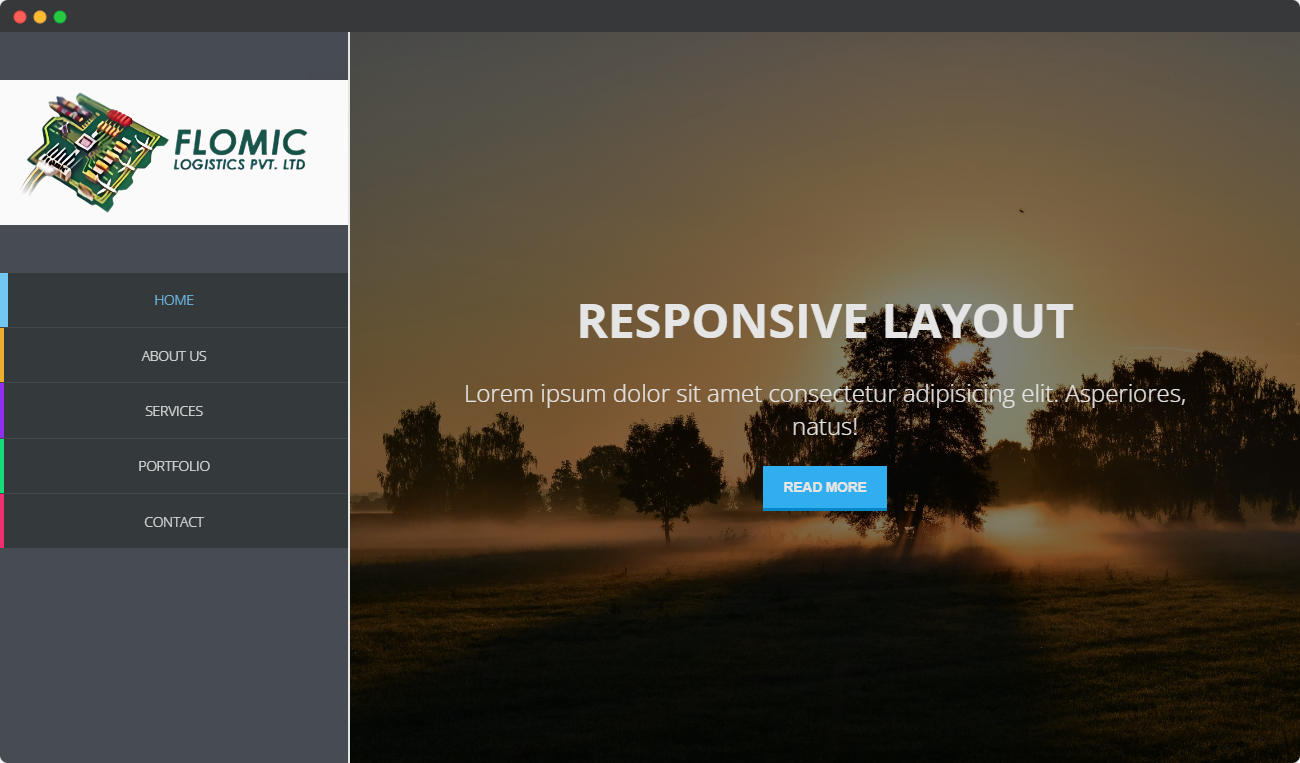 FLOMIC
LOGISTICS PVT. LTD
HOME
ABOUT US
SERVICES
PORTFOLIO
CONTACT
RESPONSIVE LAYOUT
Lorem ipsum dolor sit amet consectetur adipisicing elit. Asperiores,
natus!
READ MORE